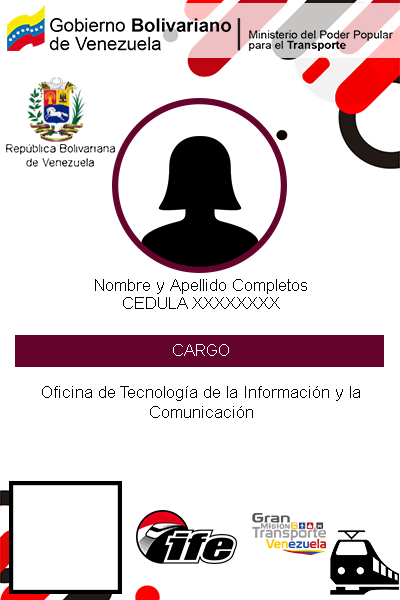 Gobierno Bolivariano
de Venezuela
Ministerio del Poder Popular
para el Transporte
República Bolivariana
de Venezuela
Nombre y Apellido Completos
CEDULA XXXXXXXX
CARGO
Oficina de Tecnología de la Información y la
Comunicación
ife
Gran
Misión
Transporte
Venezuela